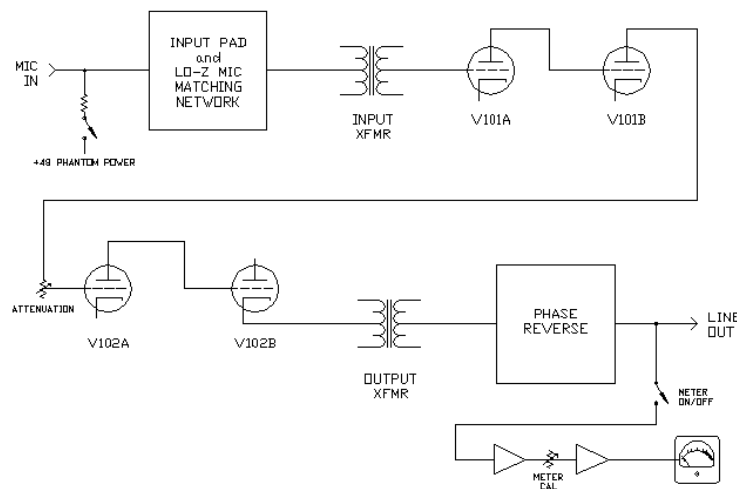 MIC
IN
INPUT PAD
and
LO-Z MIC
MATCHING
NETWORK
+48 PHANTOM POWER
INPUT
XFMR
V101A
V101B
ATTENUATION
V102A
V102B
OUTPUT
XFMR
PHASE
REVERSE
LINE
OUT
METER
ON/OFF
METER
CAL